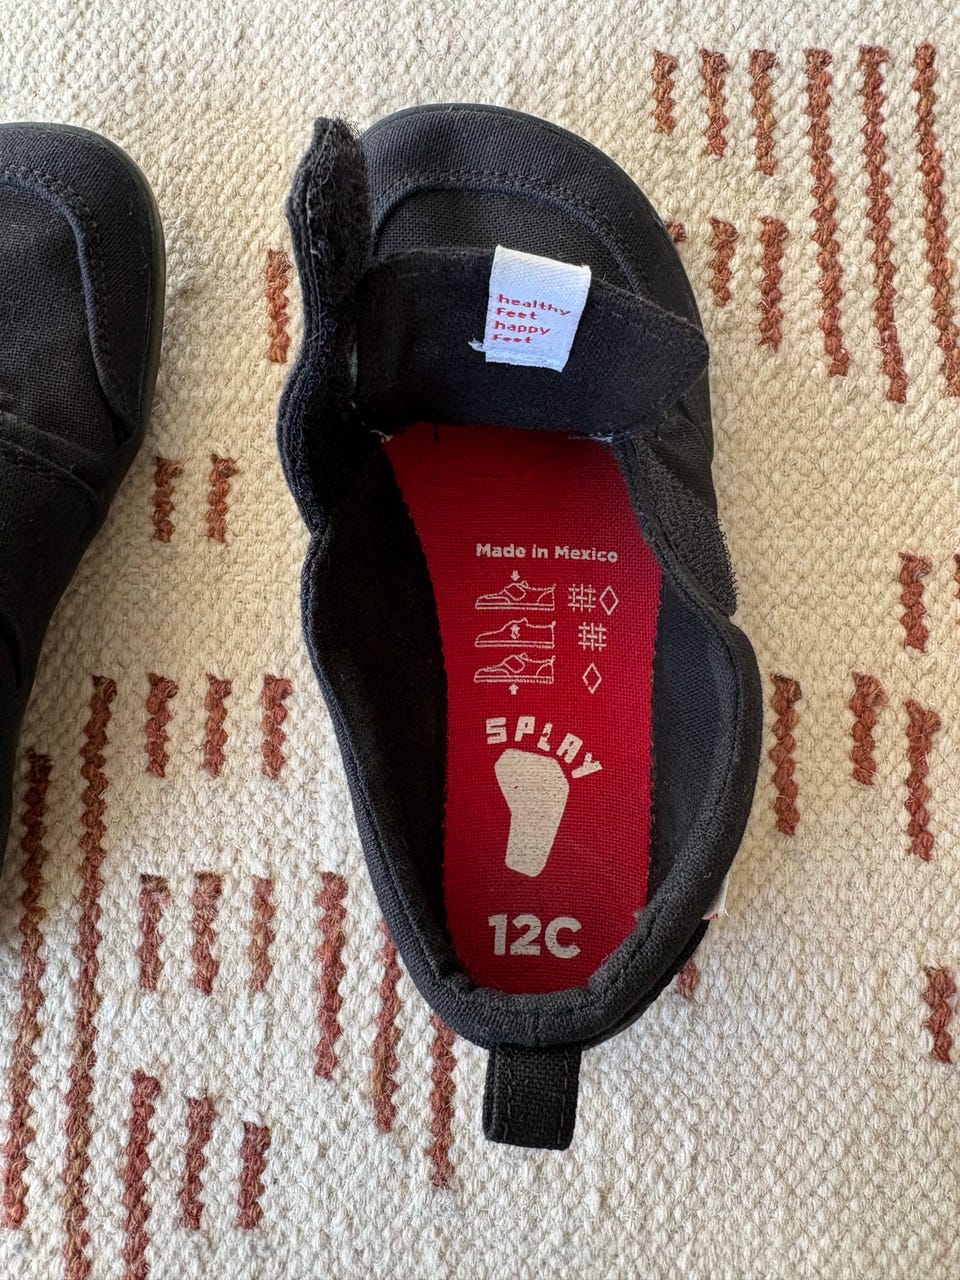 healthy
Feet
happy
Feet
Made in Mexico
SPLAY
12C